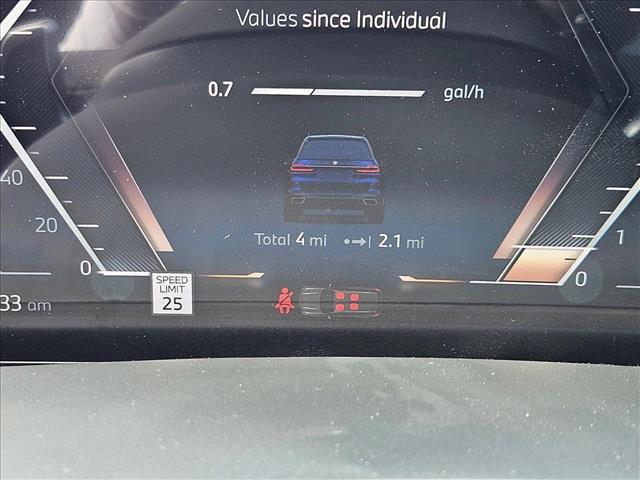 Values since Individual
0.7 gal/h
40
20
0
Total 4 mi 2.1 mi
1
0
SPEED
LIMIT
25
33 am